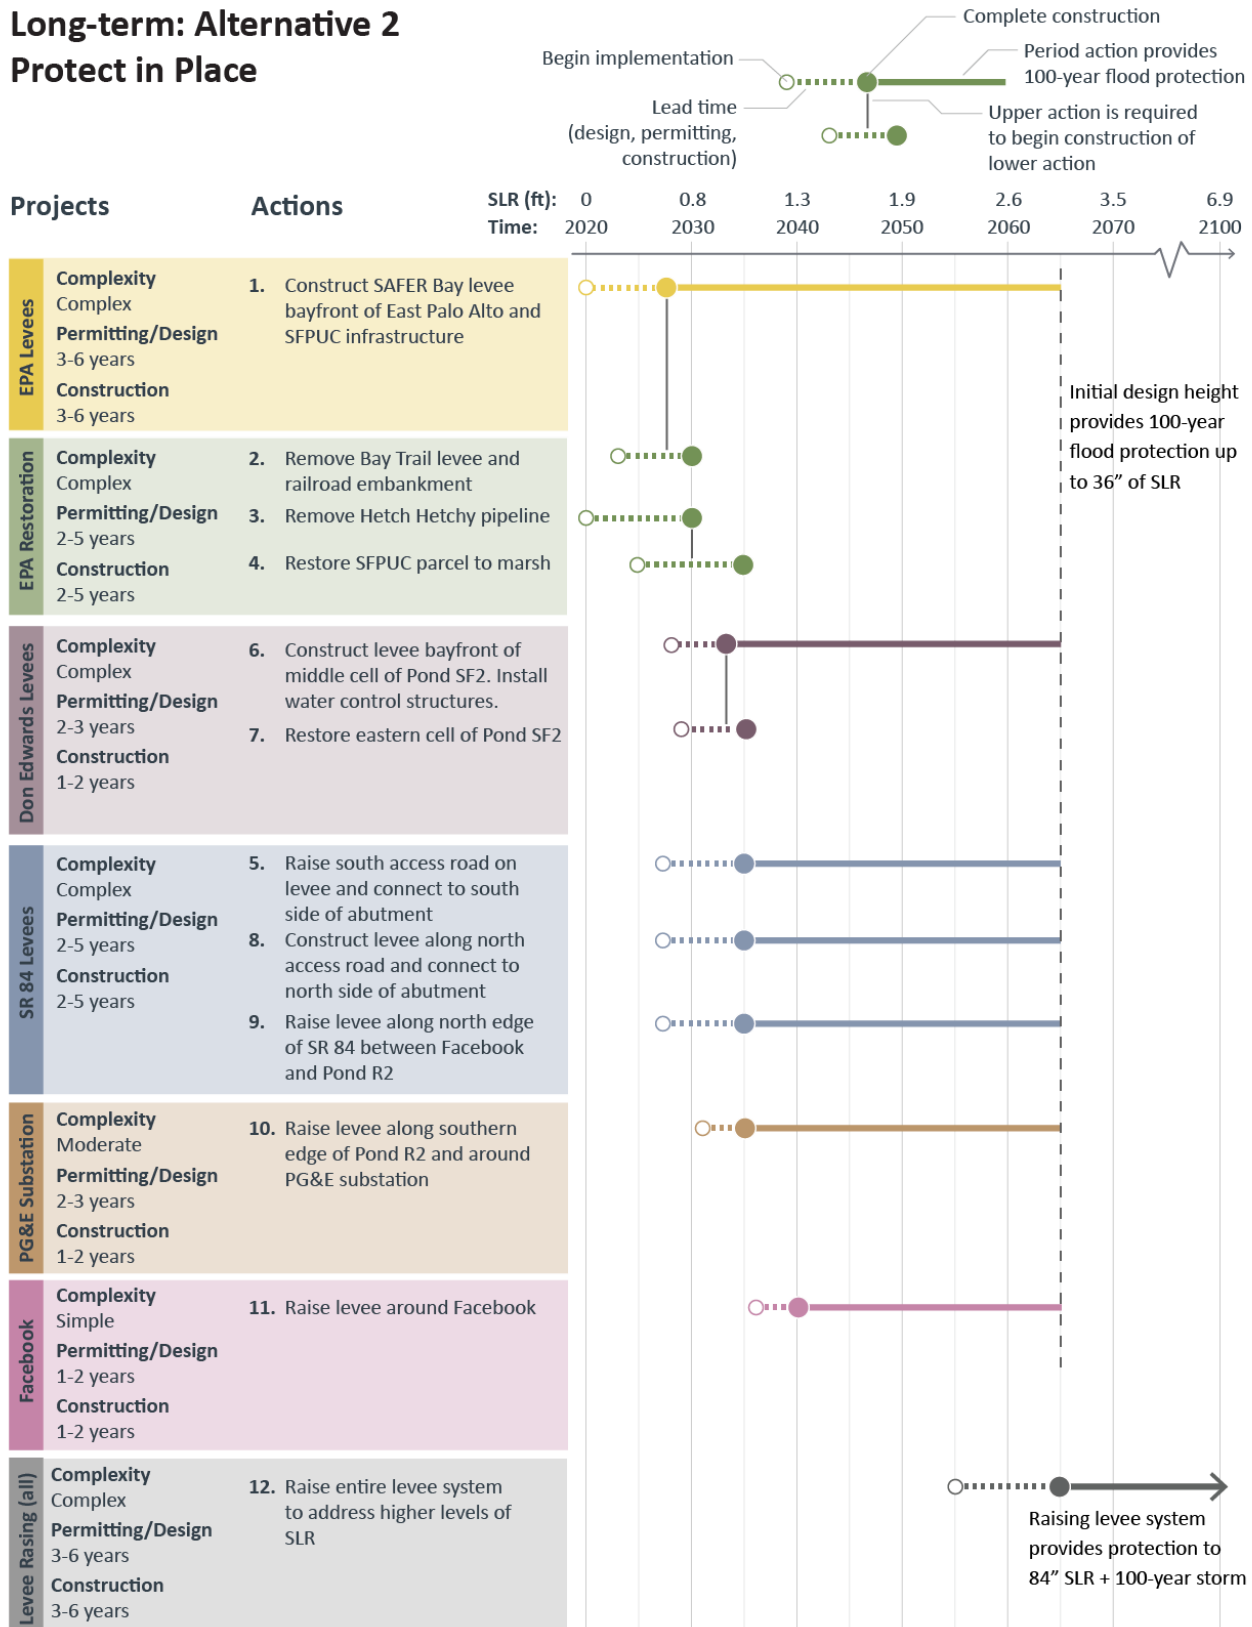 Long-term: Alternative 2
Protect in Place
Complete construction
Begin implementation
Period action provides
100-year flood protection
Lead time
(design, permitting,
construction)
Upper action is required
to begin construction of
lower action
Projects
Actions
SLR (ft): 0 0.8 1.3 1.9 2.6 3.5 6.9
Time: 2020 2030 2040 2050 2060 2070 2100
EPA Levees
Complexity
Complex
Permitting/Design
3-6 years
Construction
3-6 years
1. Construct SAFER Bay levee
bayfront of East Palo Alto and
SFPUC infrastructure
Initial design height
provides 100-year
flood protection up
to 36” of SLR
EPA Restoration
Complexity
Complex
Permitting/Design
2-5 years
Construction
2-5 years
2. Remove Bay Trail levee and
railroad embankment
3. Remove Hetch Hetchy pipeline
4. Restore SFPUC parcel to marsh
Don Edwards Levees
Complexity
Complex
Permitting/Design
2-3 years
Construction
1-2 years
6. Construct levee bayfront of
middle cell of Pond SF2. Install
water control structures.
7. Restore eastern cell of Pond SF2
SR 84 Levees
Complexity
Complex
Permitting/Design
2-5 years
Construction
2-5 years
5. Raise south access road on
levee and connect to south
side of abutment
8. Construct levee along north
access road and connect to
north side of abutment
9. Raise levee along north edge
of SR 84 between Facebook
and Pond R2
PG&E Substation
Complexity
Moderate
Permitting/Design
2-3 years
Construction
1-2 years
10. Raise levee along southern
edge of Pond R2 and around
PG&E substation
Facebook
Complexity
Simple
Permitting/Design
1-2 years
Construction
1-2 years
11. Raise levee around Facebook
Levee Rasing (all)
Complexity
Complex
Permitting/Design
3-6 years
Construction
3-6 years
12. Raise entire levee system
to address higher levels of
SLR
Raising levee system
provides protection to
84” SLR + 100-year storm